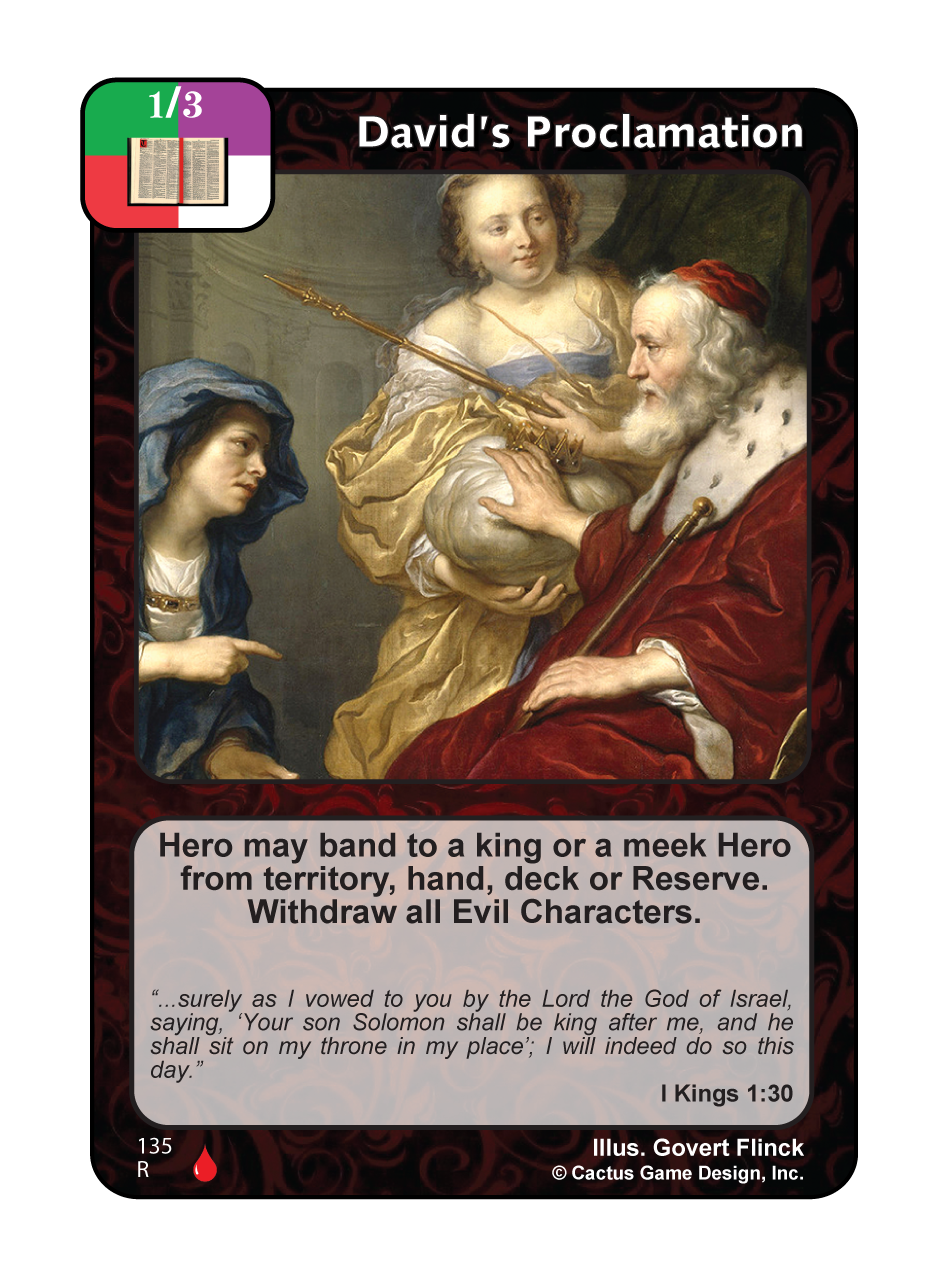 1/3
David's Proclamation
Hero may band to a king or a meek Hero
from territory, hand, deck or Reserve.
Withdraw all Evil Characters.
“...surely as I vowed to you by the Lord the God of Israel,
saying, ‘Your son Solomon shall be king after me, and he
shall sit on my throne in my place’; I will indeed do so this
day.”
I Kings 1:30
135
R
Illus. Govert Flinck
© Cactus Game Design, Inc.